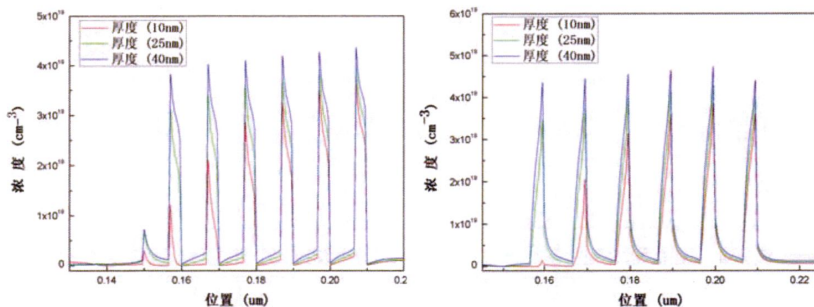 厚度 (10nm)
厚度 (25nm)
厚度 (40nm)
5x10¹⁹
4x10¹⁹
3x10¹⁹
2x10¹⁹
1x10¹⁹
0
浓 度 (cm⁻³)
0.14 0.16 0.18 0.20 0.2
位置 (um)
厚度 (10nm)
厚度 (25nm)
厚度 (40nm)
6x10¹⁹
5x10¹⁹
4x10¹⁹
3x10¹⁹
2x10¹⁹
1x10¹⁹
0
浓 度 (cm⁻³)
0.16 0.18 0.20 0.22
位置 (um)